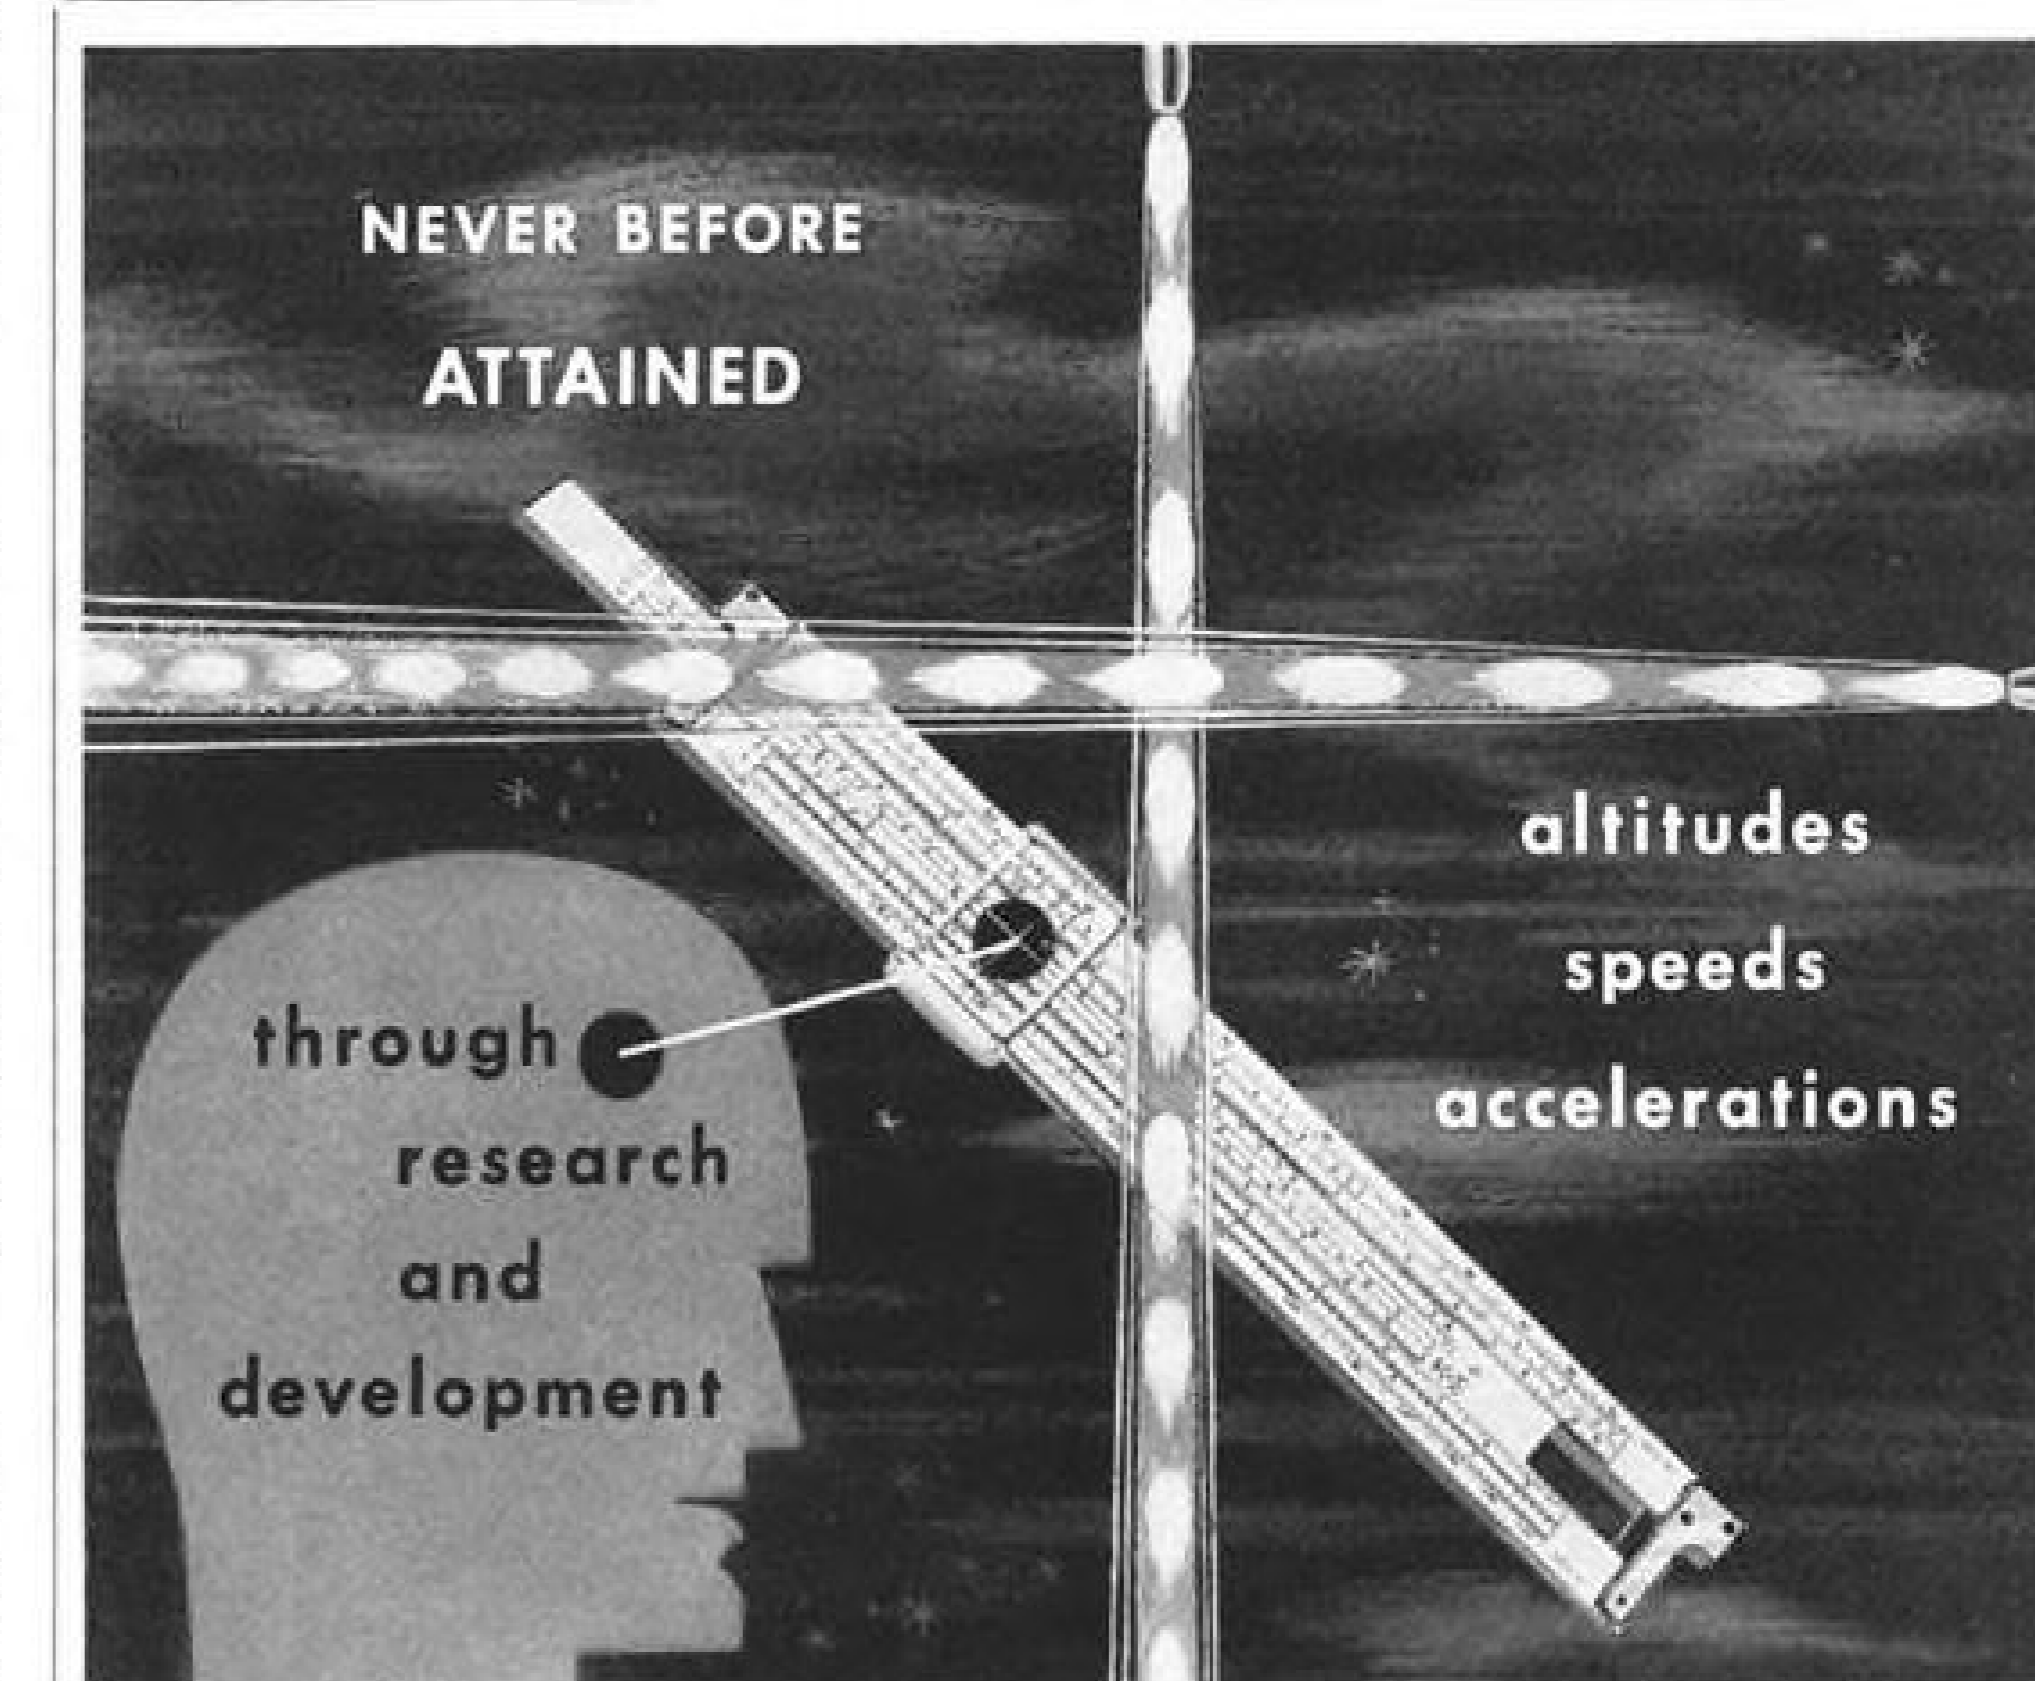 NEVER BEFORE
ATTAINED
altitudes
speeds
accelerations
through
research
and
development